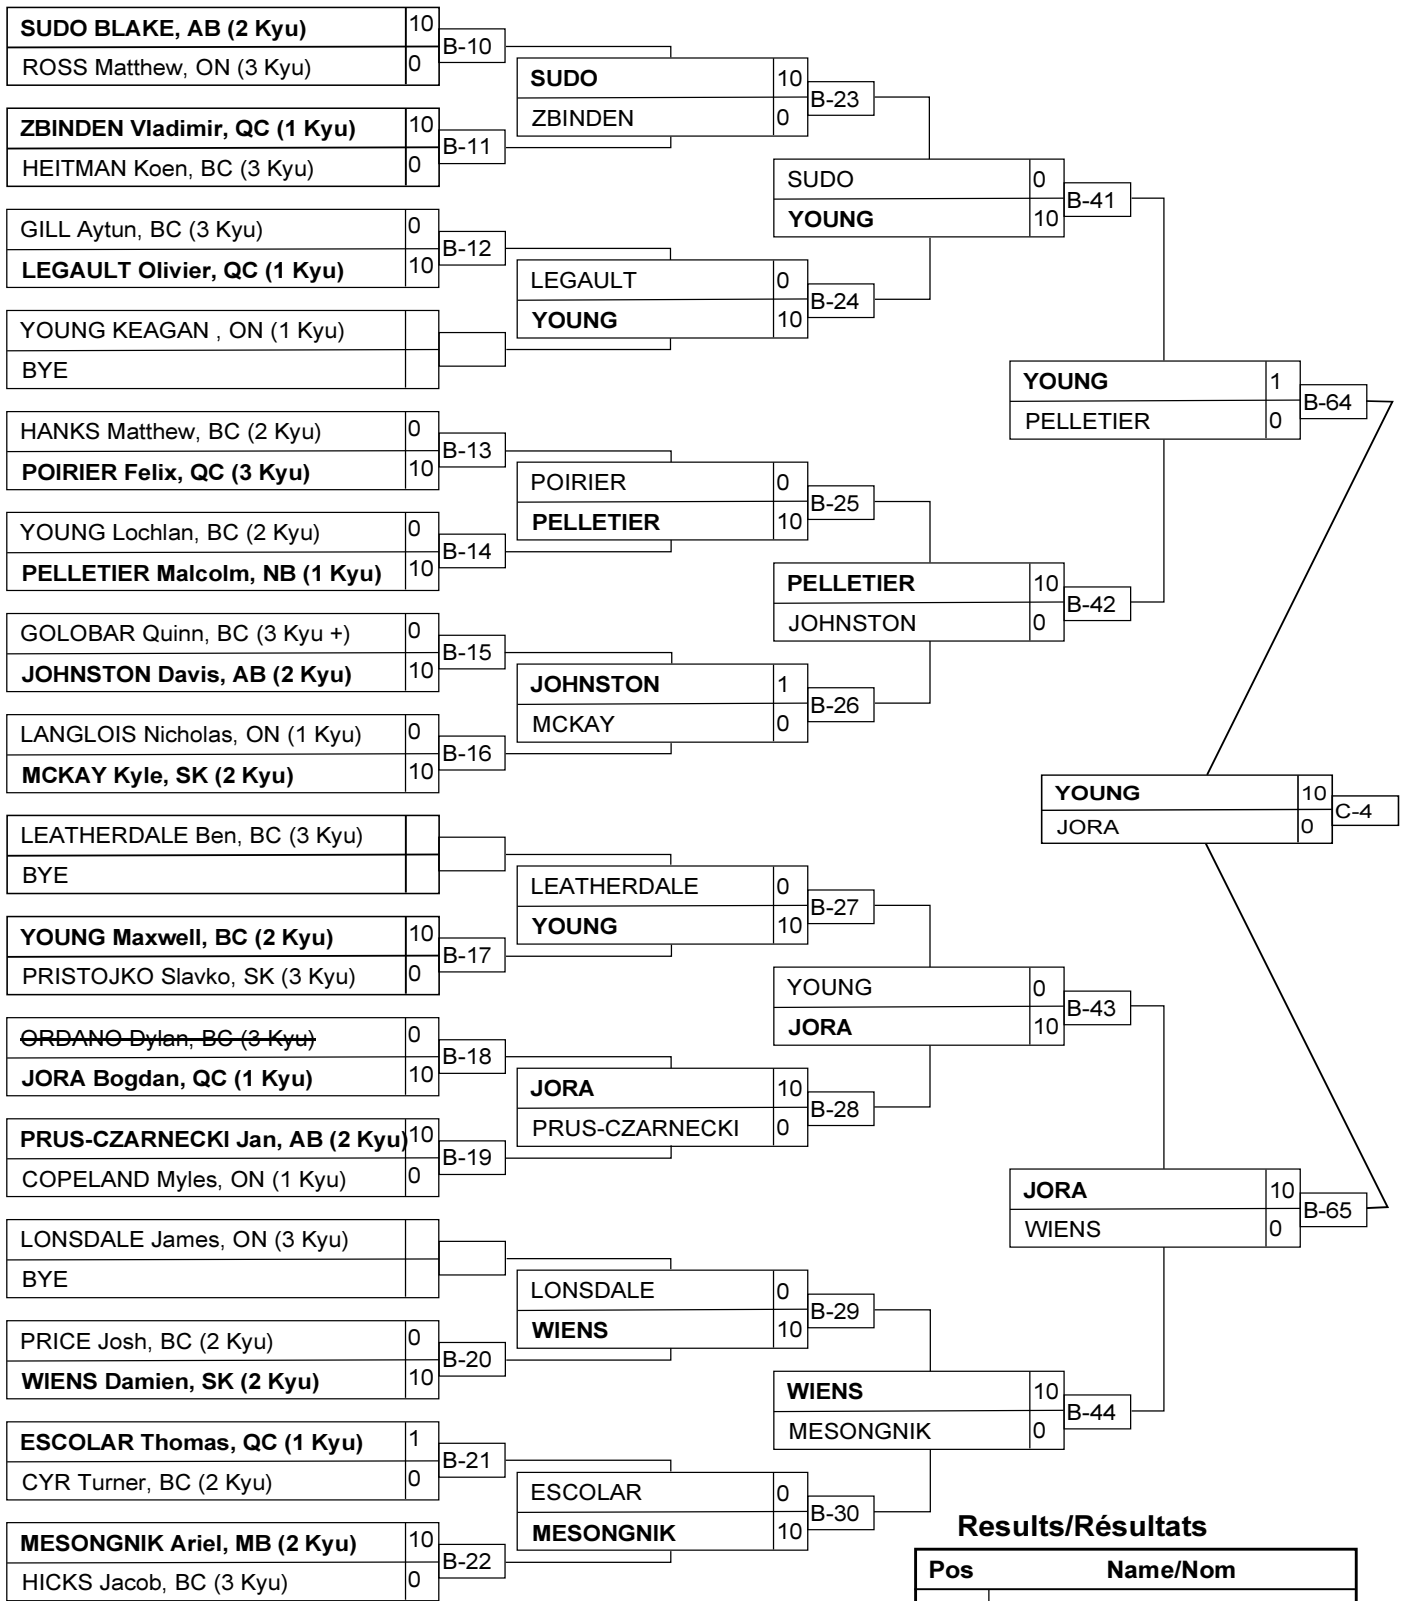 SUDO BLAKE, AB (2 Kyu) 10
B-10
ROSS Matthew, ON (3 Kyu) 0
ZBINDEN Vladimir, QC (1 Kyu) 10
B-11
HEITMAN Koen, BC (3 Kyu) 0
GILL Aytun, BC (3 Kyu) 0
B-12
LEGAULT Olivier, QC (1 Kyu) 10
YOUNG KEAGAN , ON (1 Kyu)
BYE
HANKS Matthew, BC (2 Kyu) 0
B-13
POIRIER Felix, QC (3 Kyu) 10
YOUNG Lochlan, BC (2 Kyu) 0
B-14
PELLETIER Malcolm, NB (1 Kyu) 10
GOLOBAR Quinn, BC (3 Kyu +) 0
B-15
JOHNSTON Davis, AB (2 Kyu) 10
LANGLOIS Nicholas, ON (1 Kyu) 0
B-16
MCKAY Kyle, SK (2 Kyu) 10
LEATHERDALE Ben, BC (3 Kyu)
BYE
YOUNG Maxwell, BC (2 Kyu) 10
B-17
PRISTOJKO Slavko, SK (3 Kyu) 0
ORDANO Dylan, BC (3 Kyu) 0
B-18
JORA Bogdan, QC (1 Kyu) 10
PRUS-CZARNECKI Jan, AB (2 Kyu) 10
B-19
COPELAND Myles, ON (1 Kyu) 0
LONSDALE James, ON (3 Kyu)
BYE
PRICE Josh, BC (2 Kyu) 0
B-20
WIENS Damien, SK (2 Kyu) 10
ESCOLAR Thomas, QC (1 Kyu) 1
B-21
CYR Turner, BC (2 Kyu) 0
MESONGNIK Ariel, MB (2 Kyu) 10
B-22
HICKS Jacob, BC (3 Kyu) 0
SUDO 10
B-23
ZBINDEN 0
LEGAULT 0
B-24
YOUNG 10
POIRIER 0
B-25
PELLETIER 10
JOHNSTON 1
B-26
MCKAY 0
LEATHERDALE 0
B-27
YOUNG 10
JORA 10
B-28
PRUS-CZARNECKI 0
LONSDALE 0
B-29
WIENS 10
ESCOLAR 0
B-30
MESONGNIK 10
SUDO 0
B-41
YOUNG 10
PELLETIER 10
B-42
JOHNSTON 0
YOUNG 0
B-43
JORA 10
WIENS 10
B-44
MESONGNIK 0
YOUNG 1
B-64
PELLETIER 0
JORA 10
B-65
WIENS 0
YOUNG 10
C-4
JORA 0
Results/Résultats
Pos Name/Nom